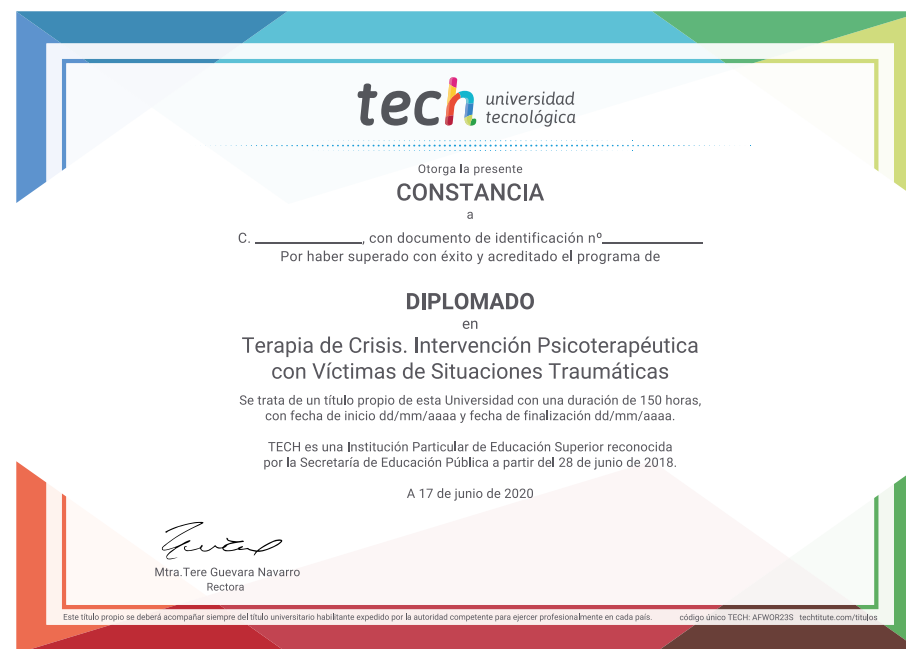 tech universidad
tecnológica
Otorga la presente
CONSTANCIA
a
C. ____________, con documento de identificación nº____________
Por haber superado con éxito y acreditado el programa de
DIPLOMADO
en
Terapia de Crisis. Intervención Psicoterapéutica
con Víctimas de Situaciones Traumáticas
Se trata de un título propio de esta Universidad con una duración de 150 horas,
con fecha de inicio dd/mm/aaaa y fecha de finalización dd/mm/aaaa.
TECH es una Institución Particular de Educación Superior reconocida
por la Secretaría de Educación Pública a partir del 28 de junio de 2018.
A 17 de junio de 2020
Mtra.Tere Guevara Navarro
Rectora
Este título propio se deberá acompañar siempre del título universitario habilitante expedido por la autoridad competente para ejercer profesionalmente en cada país. código único TECH: AFWOR23S techtitute.com/titulos